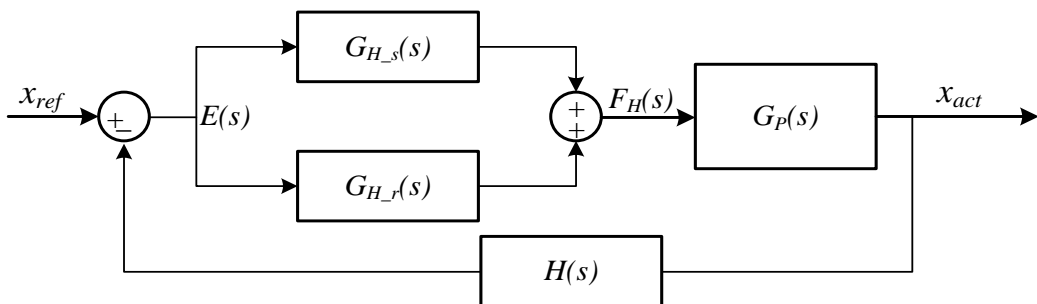 G_{H_s}(s)
x_{ref}
+
−
E(s)
+
+
F_H(s)
G_P(s)
x_{act}
G_{H_r}(s)
H(s)